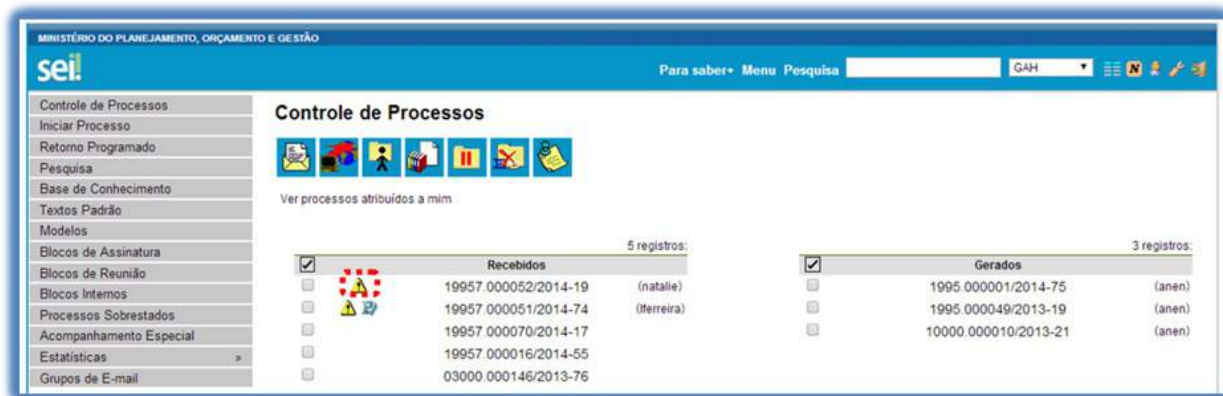 MINISTÉRIO DO PLANEJAMENTO, ORÇAMENTO E GESTÃO
sei!
Para saber+ Menu Pesquisa
GAH
N
Controle de Processos
Iniciar Processo
Retorno Programado
Pesquisa
Base de Conhecimento
Textos Padrão
Modelos
Blocos de Assinatura
Blocos de Reunião
Blocos Internos
Processos Sobrestados
Acompanhamento Especial
Estatísticas »
Grupos de E-mail
Controle de Processos
Ver processos atribuídos a mim
5 registros:
Recebidos
19957.000052/2014-19 (natalie)
19957.000051/2014-74 (lferreira)
19957.000070/2014-17
19957.000016/2014-55
03000.000146/2013-76
3 registros:
Gerados
1995.000001/2014-75 (anen)
1995.000049/2013-19 (anen)
10000.000010/2013-21 (anen)